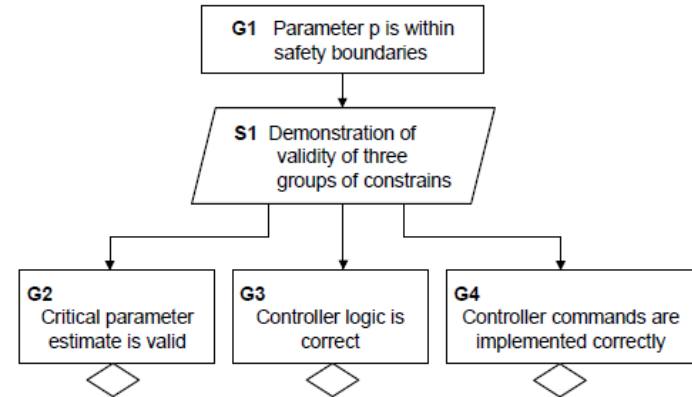 G1 Parameter p is within
safety boundaries
S1 Demonstration of
validity of three
groups of constrains
G2
Critical parameter
estimate is valid
G3
Controller logic is
correct
G4
Controller commands are
implemented correctly